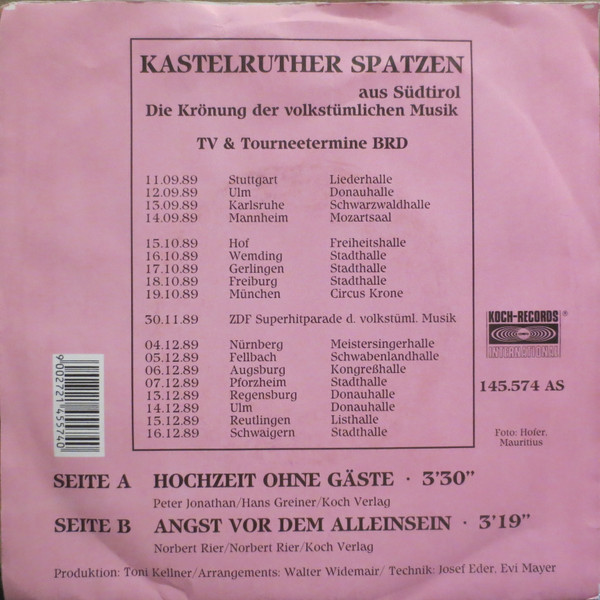 KASTELRUTHER SPATZEN
aus Südtirol
Die Krönung der volkstümlichen Musik
TV & Tourneetermine BRD
11.09.89 Stuttgart Liederhalle
12.09.89 Ulm Donauhalle
13.09.89 Karlsruhe Schwarzwaldhalle
14.09.89 Mannheim Mozartsaal
15.10.89 Hof Freiheitshalle
16.10.89 Wemding Stadthalle
17.10.89 Gerlingen Stadthalle
18.10.89 Freiburg Stadthalle
19.10.89 München Circus Krone
30.11.89 ZDF Superhitparade d. volkstüml. Musik
04.12.89 Nürnberg Meistersingerhalle
05.12.89 Fellbach Schwabenlandhalle
06.12.89 Augsburg Kongreßhalle
07.12.89 Pforzheim Stadthalle
13.12.89 Regensburg Donauhalle
14.12.89 Ulm Donauhalle
15.12.89 Reutlingen Listhalle
16.12.89 Schwaigern Stadthalle
KOCH-RECORDS®
INTERNATIONAL
145.574 AS
Foto: Hofer,
Mauritius
9002721455740
SEITE A HOCHZEIT OHNE GÄSTE · 3'30"
Peter Jonathan/Hans Greiner/Koch Verlag
SEITE B ANGST VOR DEM ALLEINSEIN · 3'19"
Norbert Rier/Norbert Rier/Koch Verlag
Produktion: Toni Kellner/Arrangements: Walter Widemair/ Technik: Josef Eder, Evi Mayer